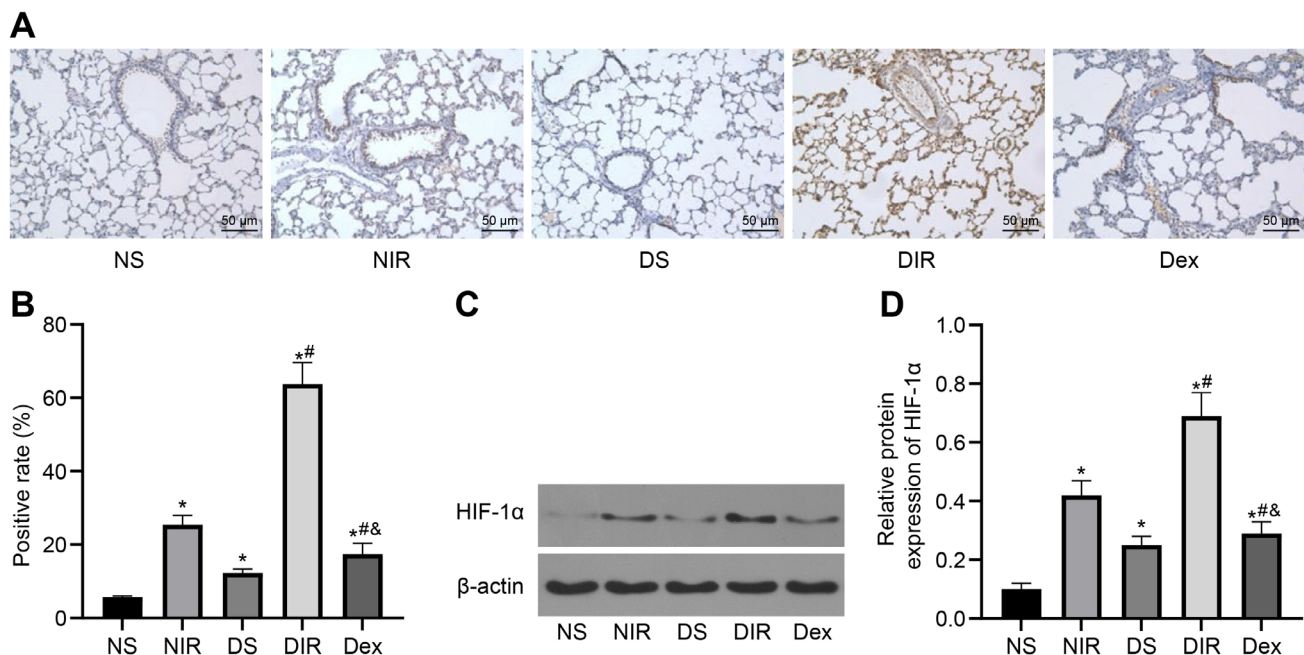 A
50 μm
50 μm
50 μm
50 μm
50 μm
NS
NIR
DS
DIR
Dex
B
Positive rate (%)
80
60
40
20
0
*
*
*#
*#&
NS
NIR
DS
DIR
Dex
C
HIF-1α
β-actin
NS
NIR
DS
DIR
Dex
D
Relative protein
expression of HIF-1α
1.0
0.8
0.6
0.4
0.2
0.0
*
*
*#
*#&
NS
NIR
DS
DIR
Dex